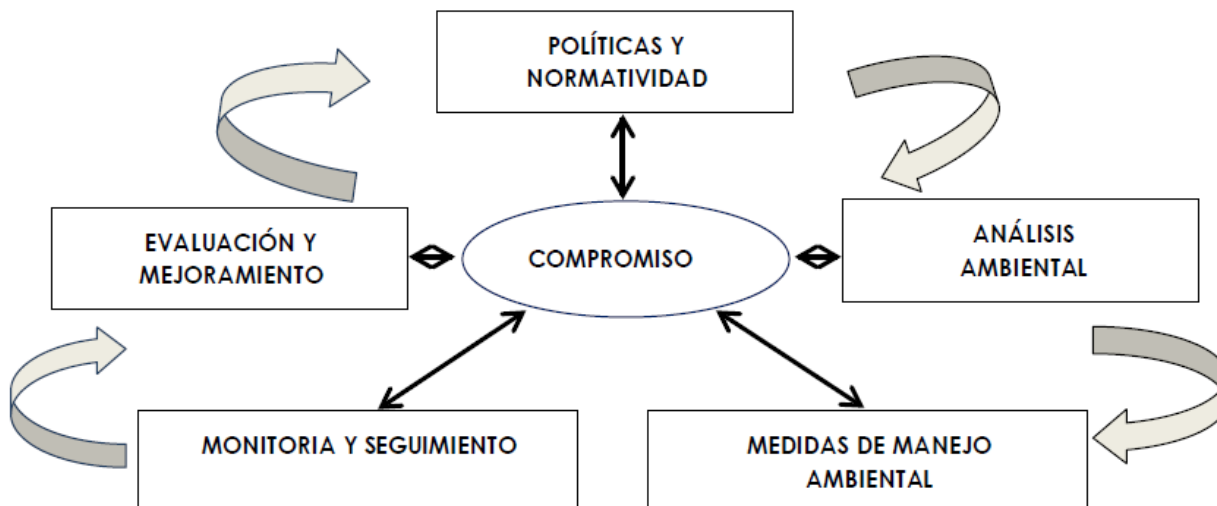 POLÍTICAS Y
NORMATIVIDAD
EVALUACIÓN Y
MEJORAMIENTO
COMPROMISO
ANÁLISIS
AMBIENTAL
MONITORIA Y SEGUIMIENTO
MEDIDAS DE MANEJO
AMBIENTAL